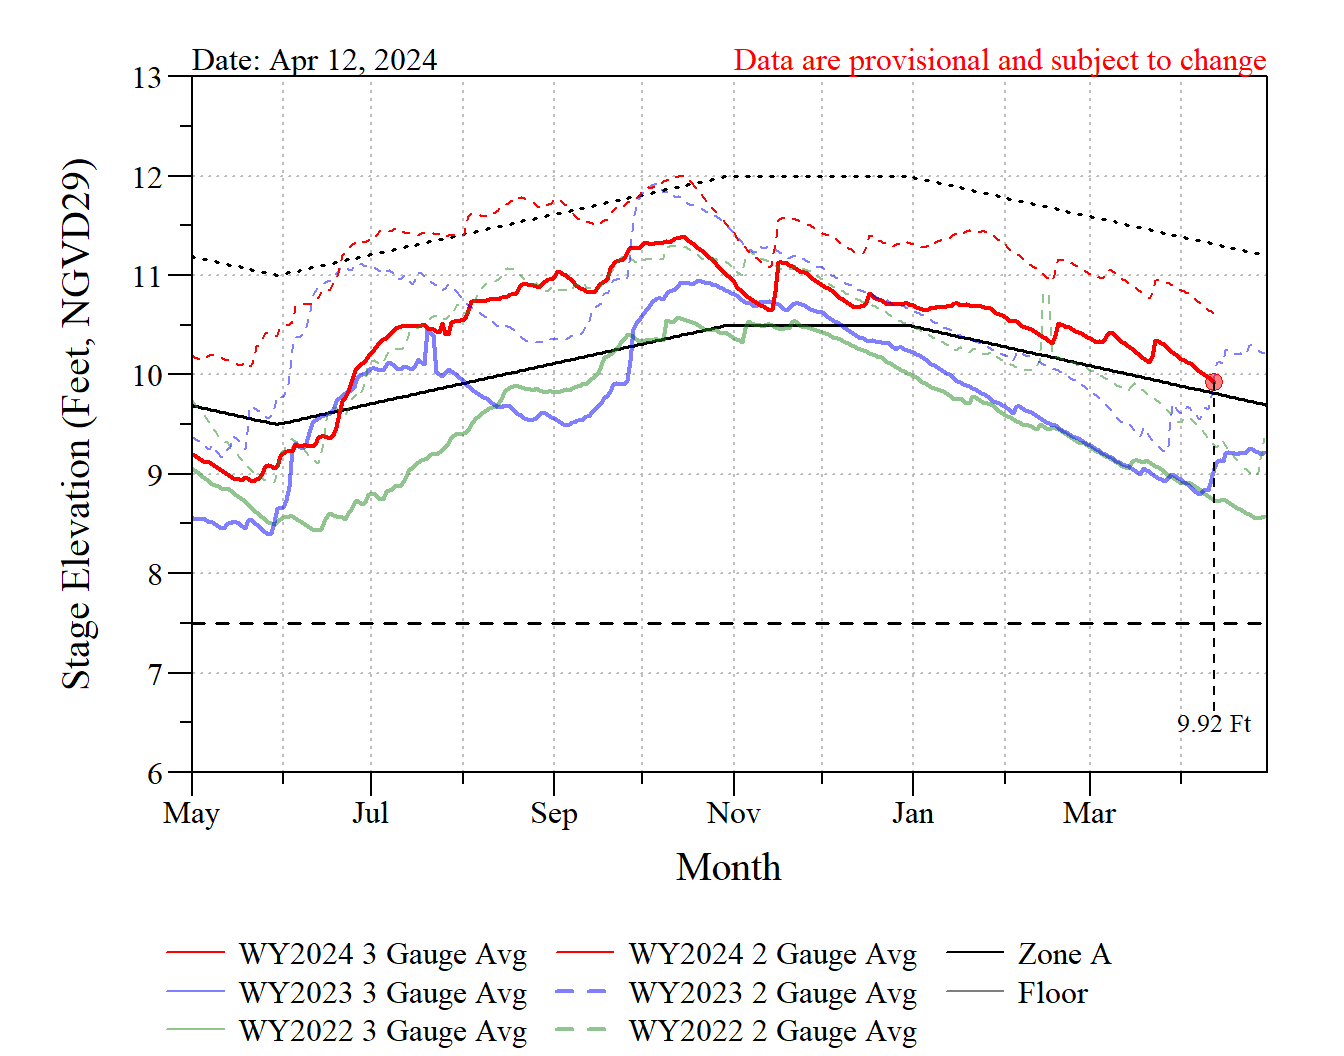 Date: Apr 12, 2024
Data are provisional and subject to change
13
12
11
10
9
8
7
6
Stage Elevation (Feet, NGVD29)
9.92 Ft
May Jul Sep Nov Jan Mar
Month
WY2024 3 Gauge Avg WY2024 2 Gauge Avg Zone A
WY2023 3 Gauge Avg WY2023 2 Gauge Avg Floor
WY2022 3 Gauge Avg WY2022 2 Gauge Avg